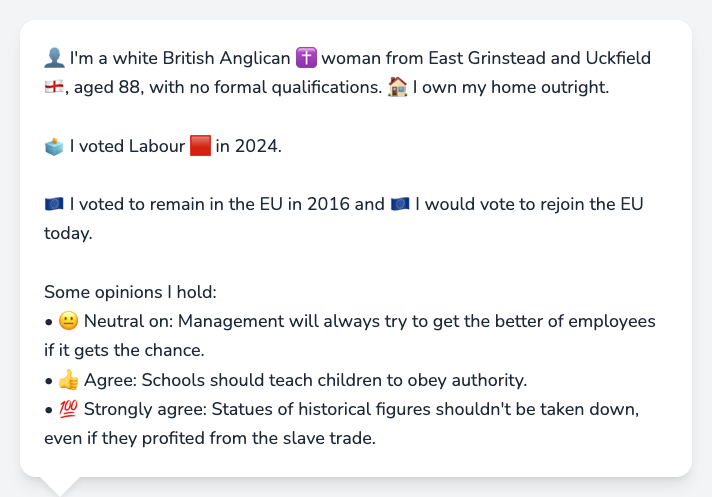 👤 I'm a white British Anglican ✝️ woman from East Grinstead and Uckfield
🏴󠁧󠁢󠁥󠁮󠁧󠁿, aged 88, with no formal qualifications. 🏠 I own my home outright.
🗳️ I voted Labour 🟥 in 2024.
🇪🇺 I voted to remain in the EU in 2016 and 🇪🇺 I would vote to rejoin the EU
today.
Some opinions I hold:
• 😐 Neutral on: Management will always try to get the better of employees
if it gets the chance.
• 👍 Agree: Schools should teach children to obey authority.
• 💯 Strongly agree: Statues of historical figures shouldn't be taken down,
even if they profited from the slave trade.